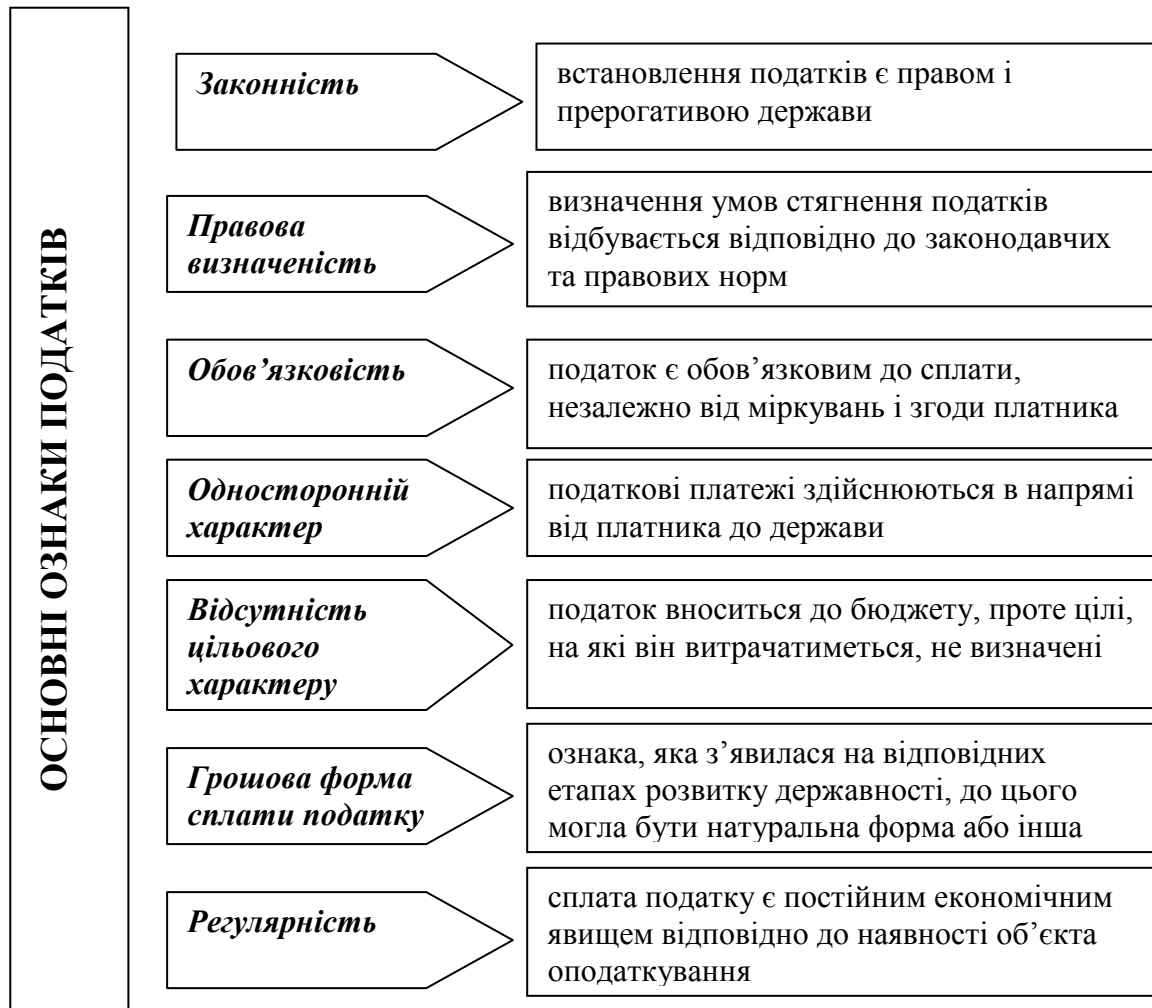 ОСНОВНІ ОЗНАКИ ПОДАТКІВ
Законність
встановлення податків є правом і
прерогативою держави
Правова
визначеність
визначення умов стягнення податків
відбувається відповідно до законодавчих
та правових норм
Обов’язковість
податок є обов’язковим до сплати,
незалежно від міркувань і згоди платника
Односторонній
характер
податкові платежі здійснюються в напрямі
від платника до держави
Відсутність
цільового
характеру
податок вноситься до бюджету, проте цілі,
на які він витрачатиметься, не визначені
Грошова форма
сплати податку
ознака, яка з’явилася на відповідних
етапах розвитку державності, до цього
могла бути натуральна форма або інша
Регулярність
сплата податку є постійним економічним
явищем відповідно до наявності об’єкта
оподаткування